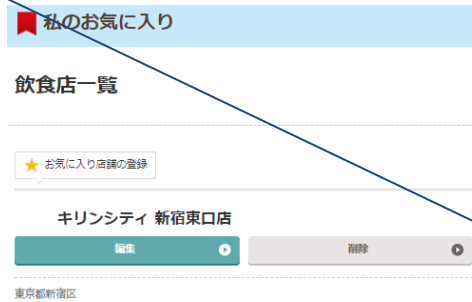 私のお気に入り
飲食店一覧
お気に入り店舗の登録
キリンシティ 新宿東口店
編集
削除
東京都新宿区